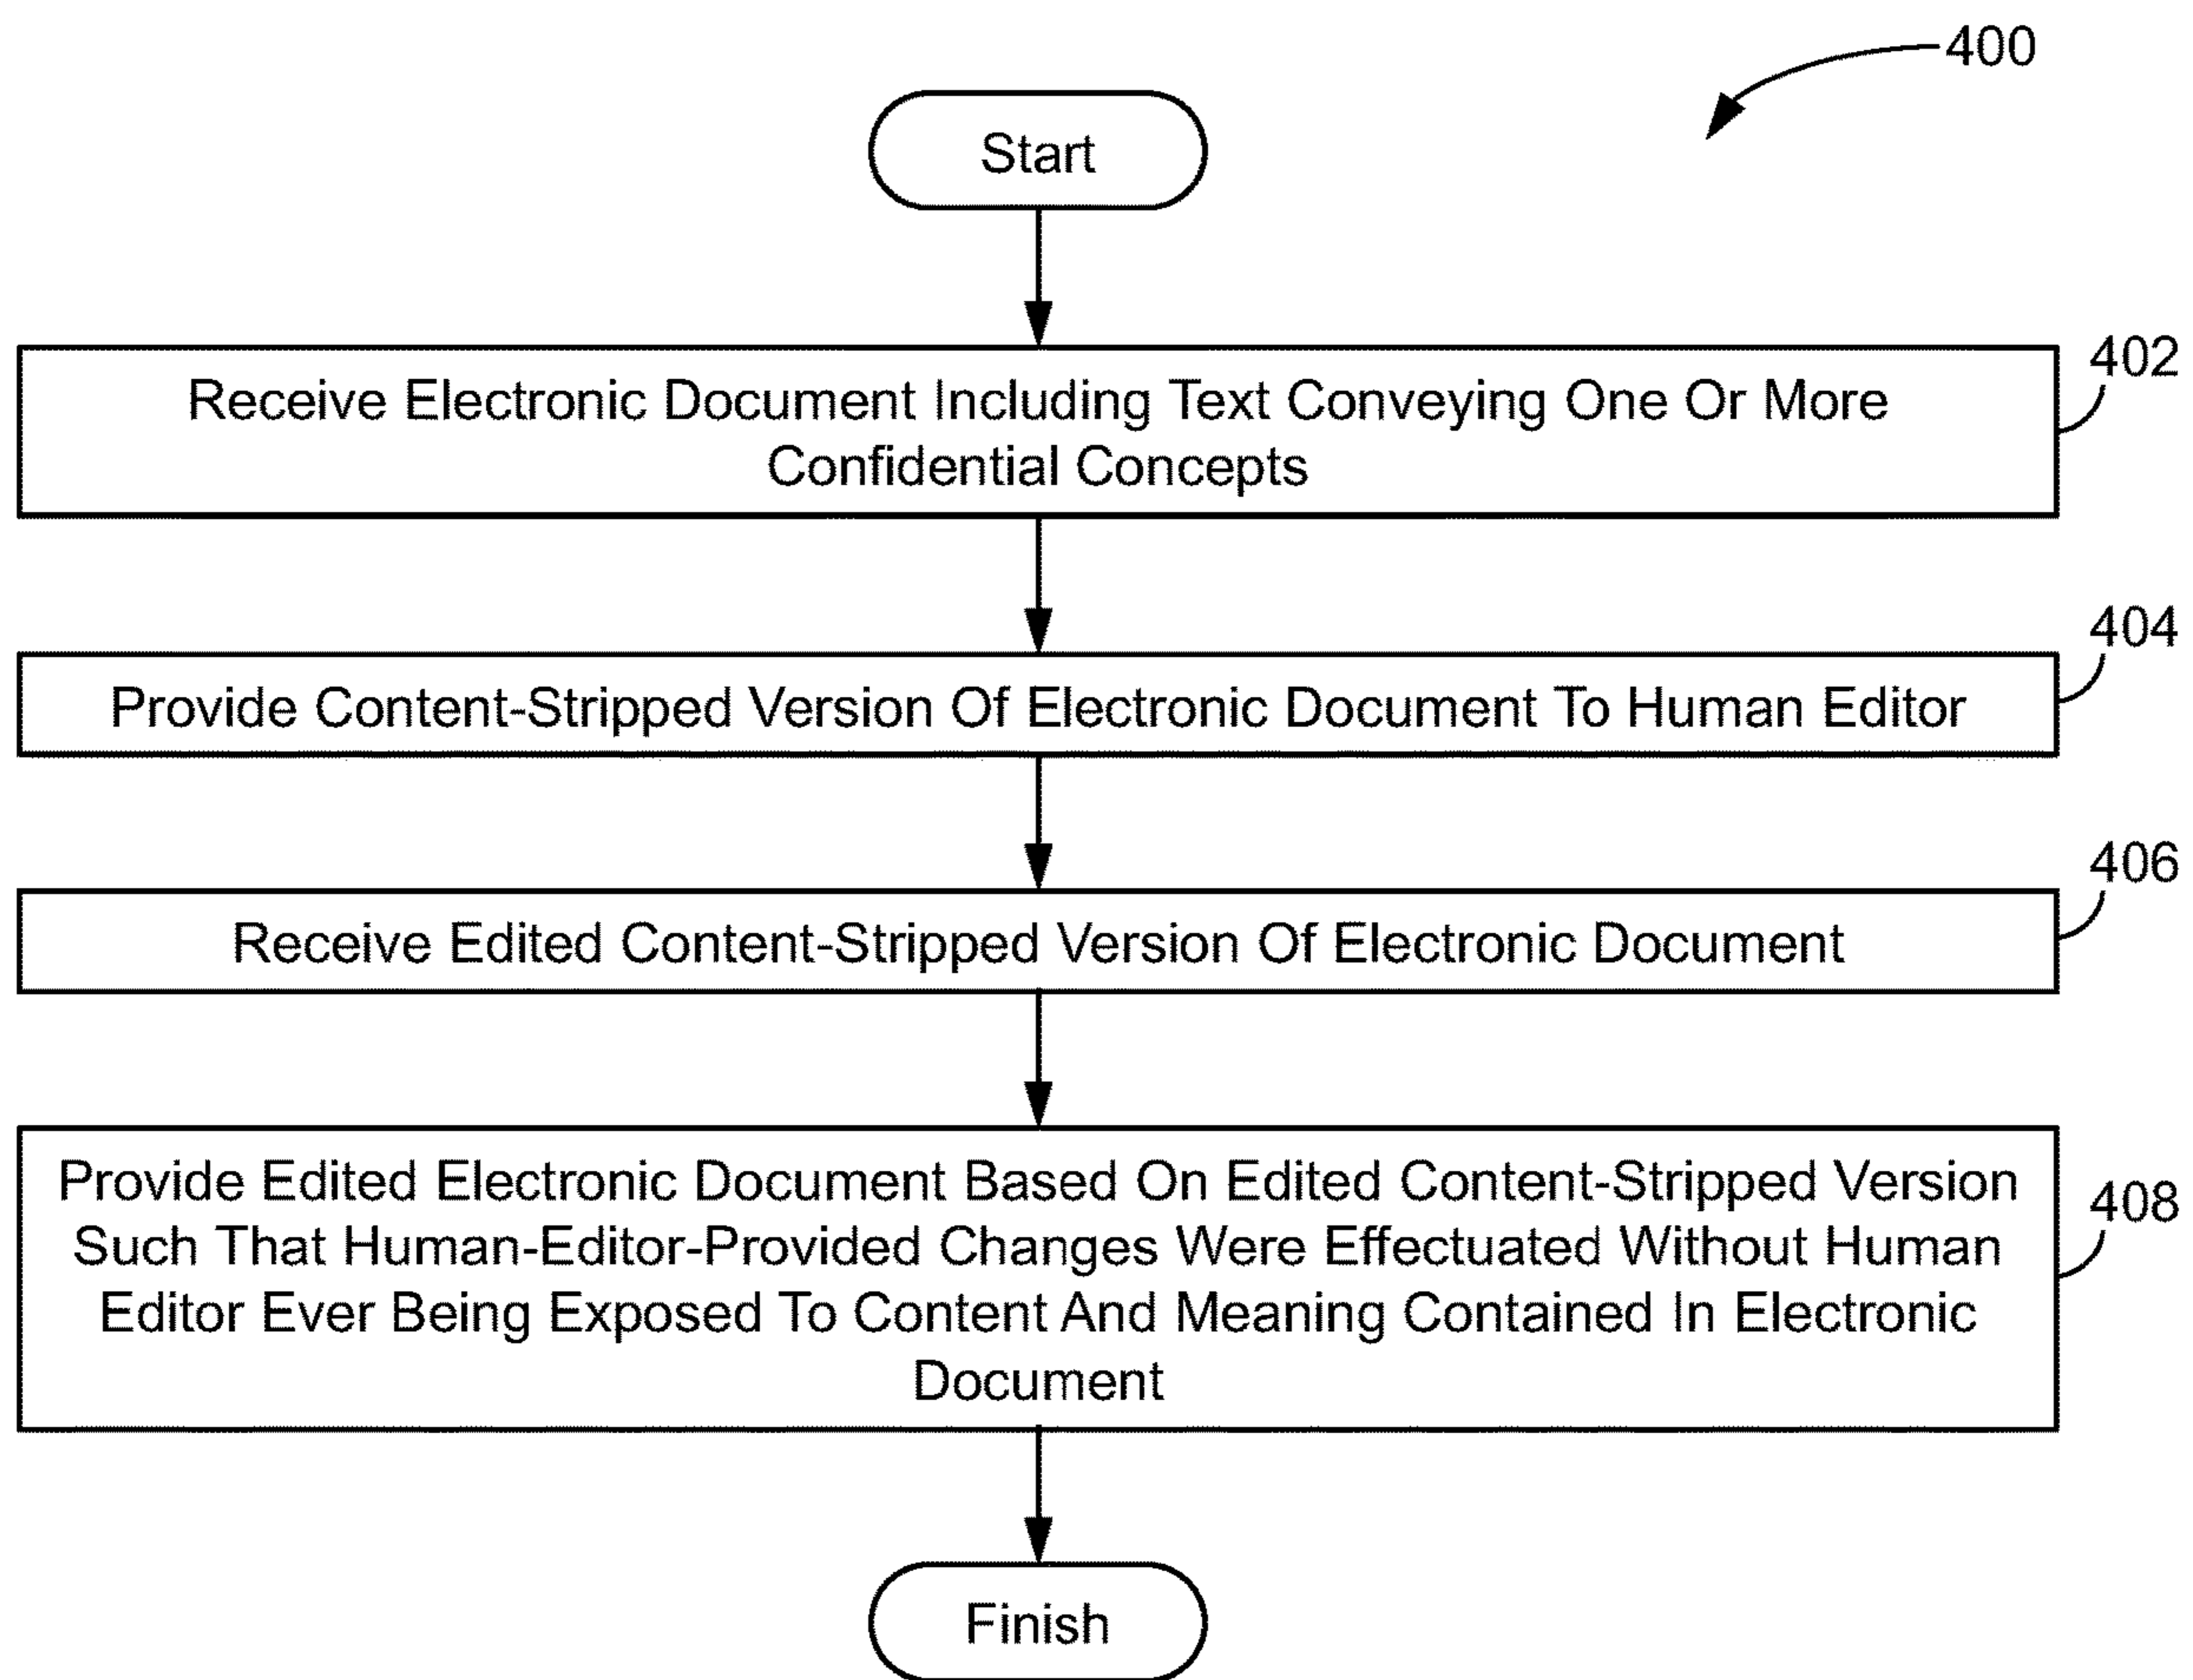 400
Start
402
Receive Electronic Document Including Text Conveying One Or More
Confidential Concepts
404
Provide Content-Stripped Version Of Electronic Document To Human Editor
406
Receive Edited Content-Stripped Version Of Electronic Document
408
Provide Edited Electronic Document Based On Edited Content-Stripped Version
Such That Human-Editor-Provided Changes Were Effectuated Without Human
Editor Ever Being Exposed To Content And Meaning Contained In Electronic
Document
Finish